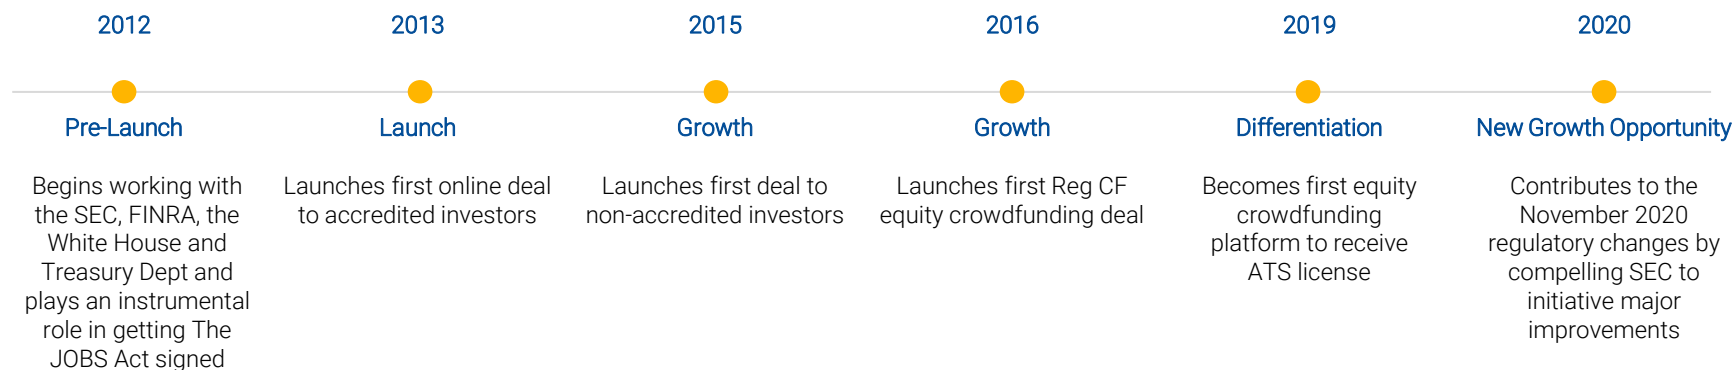 2012
Pre-Launch
Begins working with
the SEC, FINRA, the
White House and
Treasury Dept and
plays an instrumental
role in getting The
JOBS Act signed
2013
Launch
Launches first online deal
to accredited investors
2015
Growth
Launches first deal to
non-accredited investors
2016
Growth
Launches first Reg CF
equity crowdfunding deal
2019
Differentiation
Becomes first equity
crowdfunding
platform to receive
ATS license
2020
New Growth Opportunity
Contributes to the
November 2020
regulatory changes by
compelling SEC to
initiative major
improvements